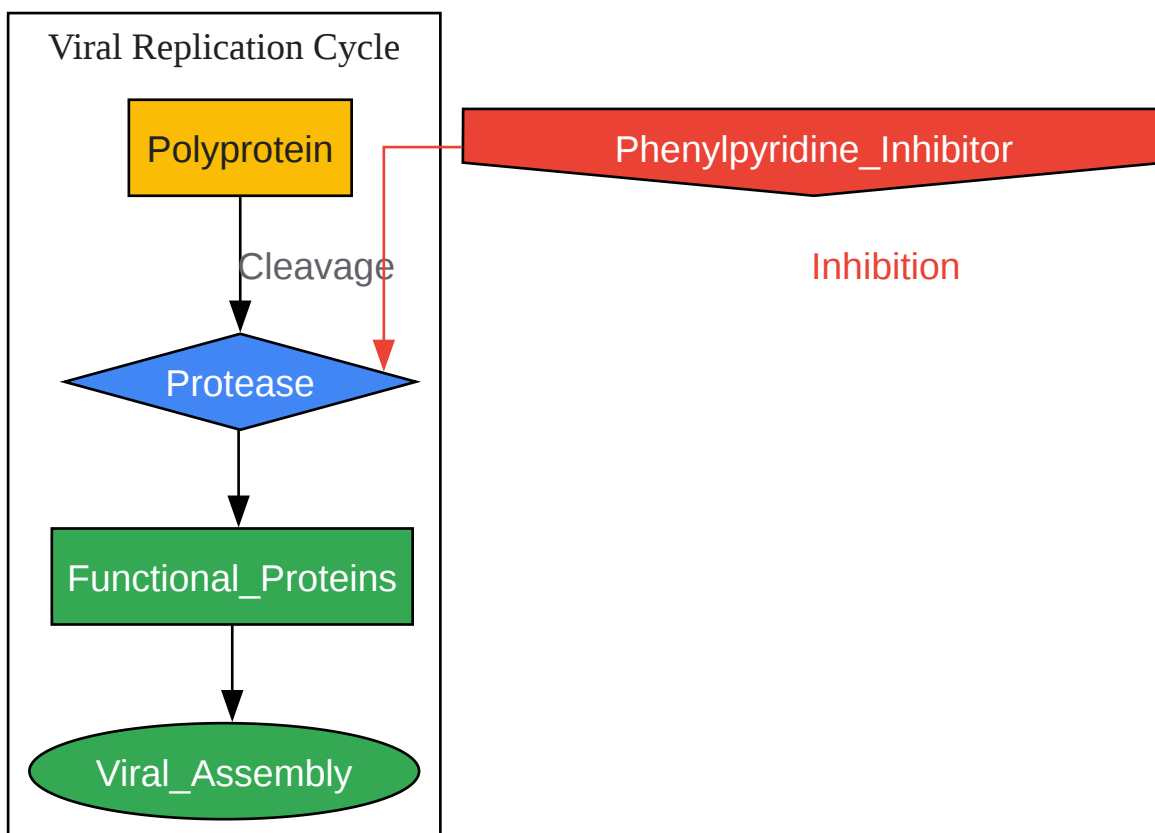 Viral Replication Cycle
Polyprotein
Phenylpyridine_Inhibitor
Cleavage
Inhibition
Protease
Functional_Proteins
Viral_Assembly